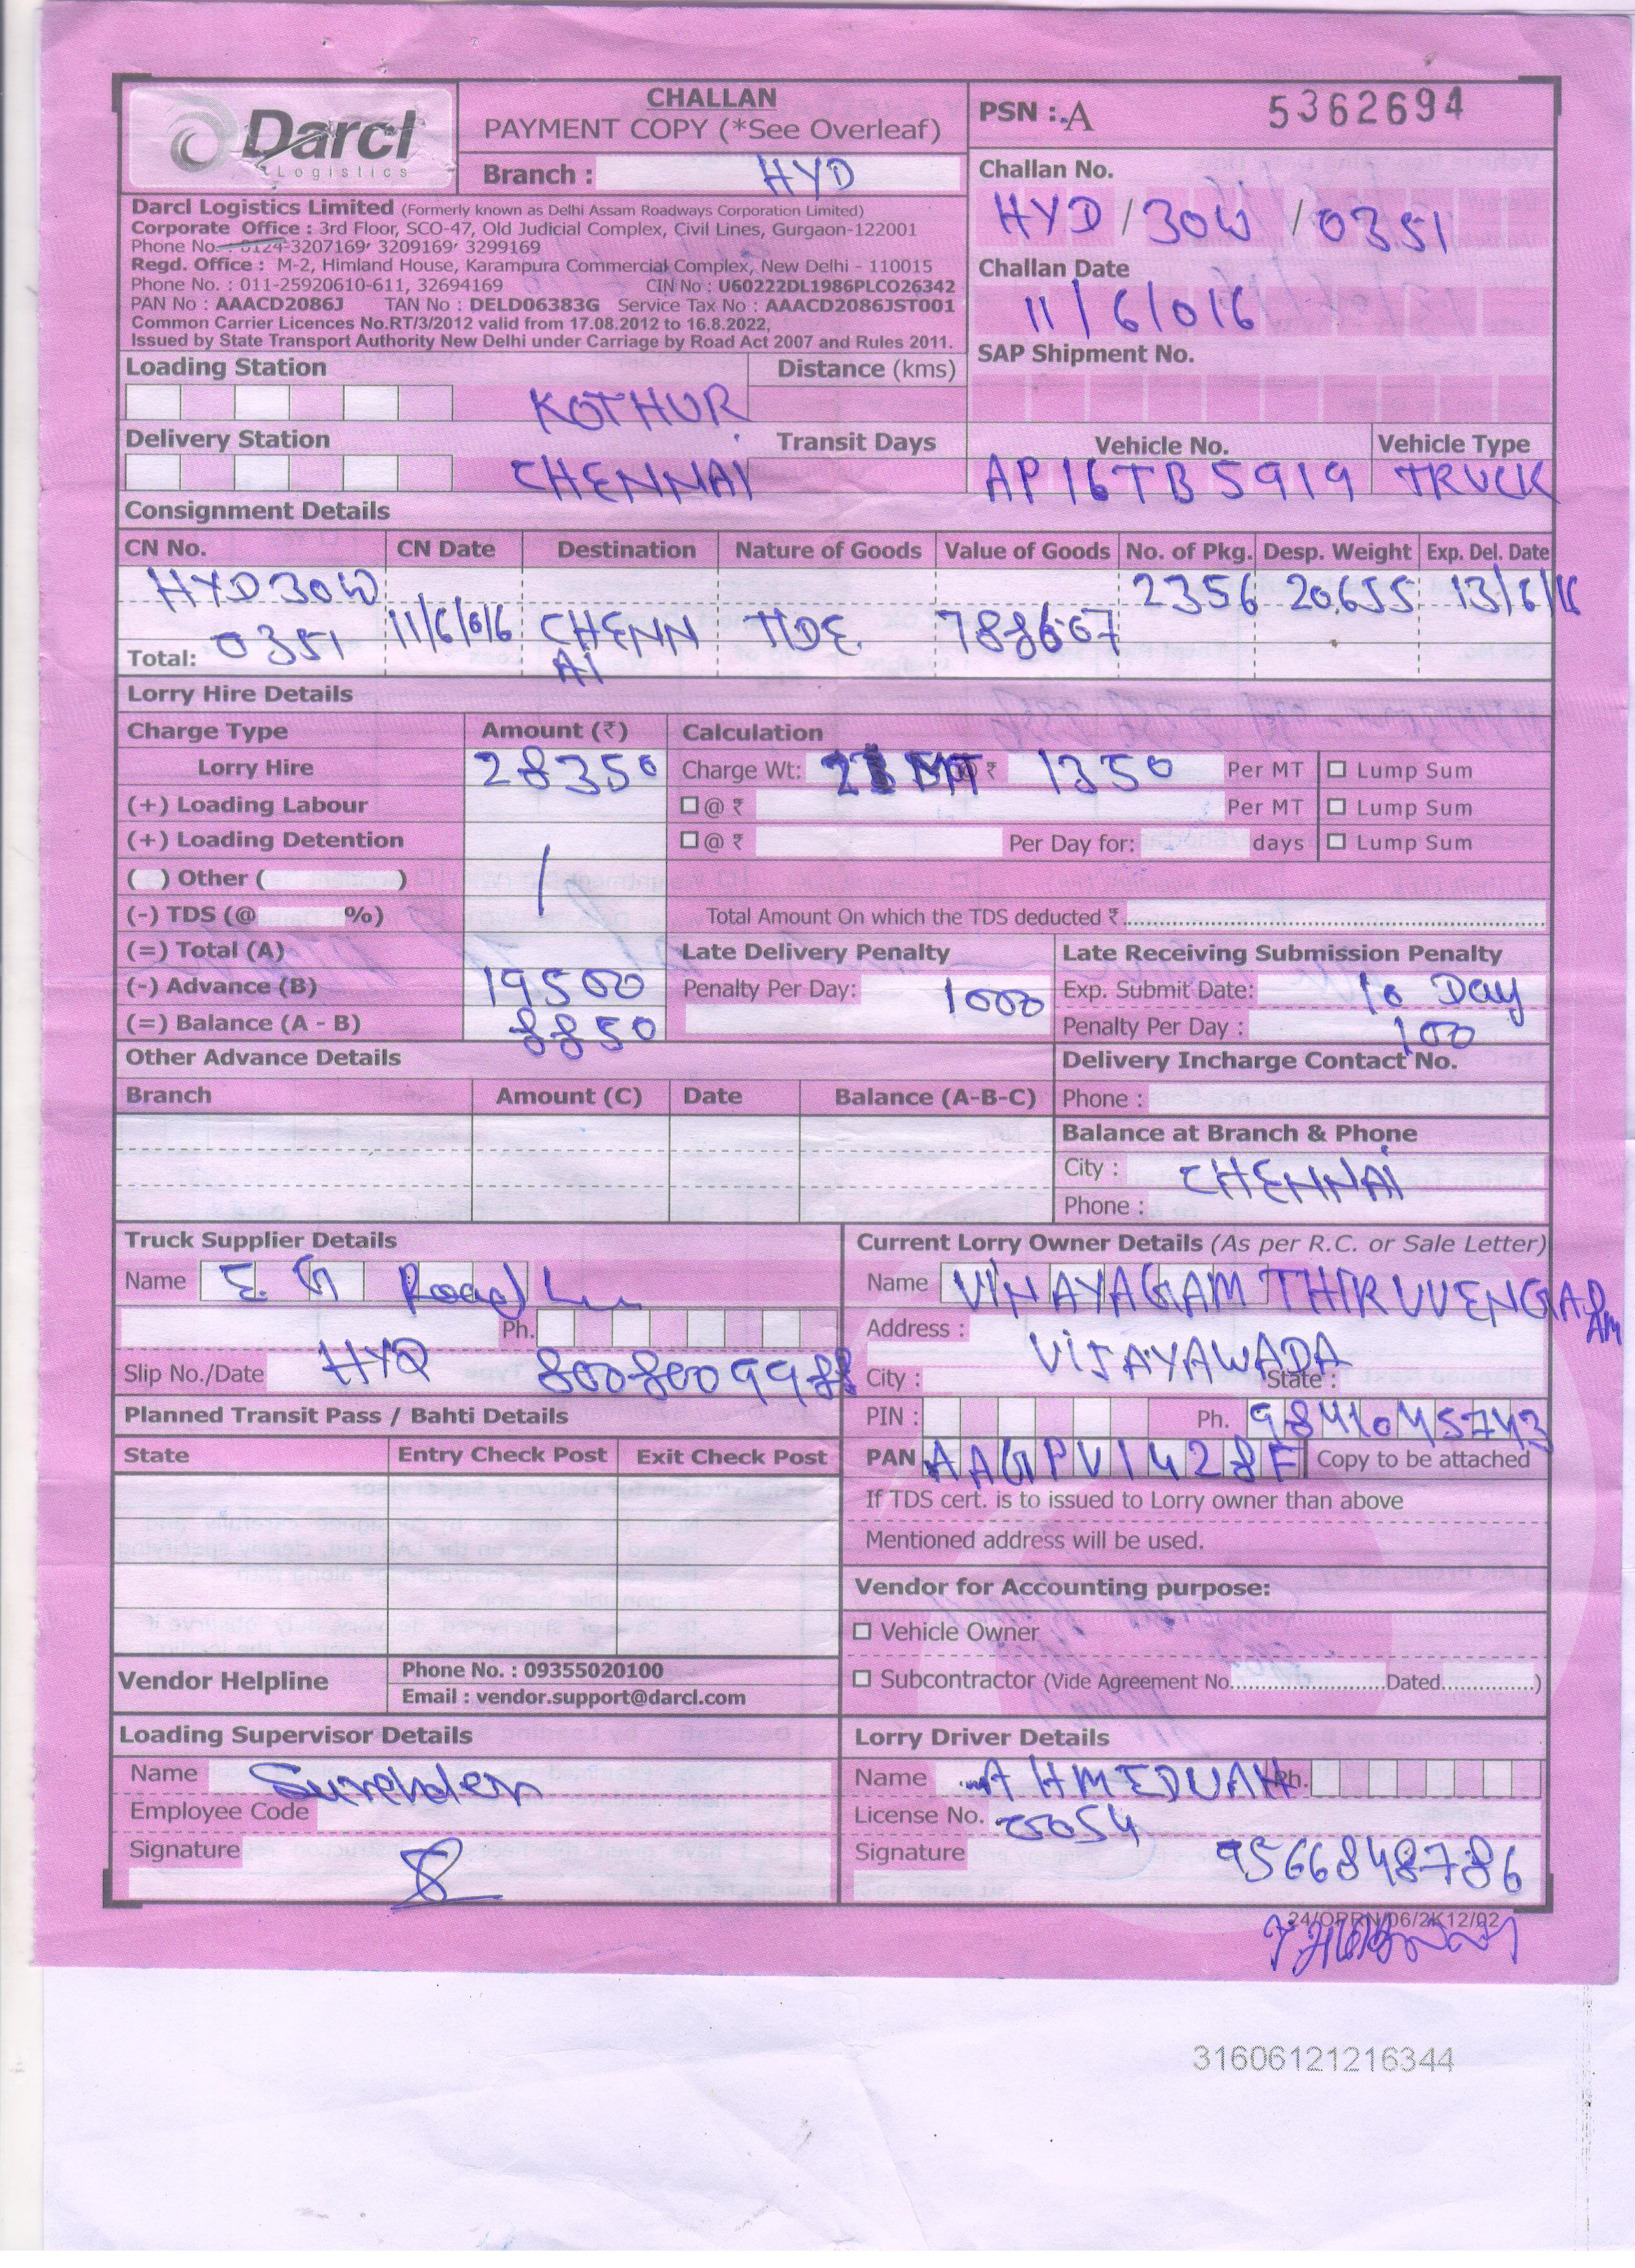 Darcl
Logistics
CHALLAN
PAYMENT COPY (*See Overleaf)
Branch : HYD
PSN :.A 5362694
Challan No.
HYD / 30W / 0351
Challan Date
11/6/016
SAP Shipment No.
Darcl Logistics Limited (Formerly known as Delhi Assam Roadways Corporation Limited)
Corporate Office : 3rd Floor, SCO-47, Old Judicial Complex, Civil Lines, Gurgaon-122001
Phone No. : 0124-3207169, 3209169, 3299169
Regd. Office : M-2, Himland House, Karampura Commercial Complex, New Delhi - 110015
Phone No. : 011-25920610-611, 32694169 CIN No : U60222DL1986PLCO26342
PAN No : AAACD2086J TAN No : DELD06383G Service Tax No : AAACD2086JST001
Common Carrier Licences No.RT/3/2012 valid from 17.08.2012 to 16.8.2022,
Issued by State Transport Authority New Delhi under Carriage by Road Act 2007 and Rules 2011.
Loading Station Distance (kms)
KOTHUR
Delivery Station Transit Days Vehicle No. Vehicle Type
CHENNAI AP16TB5919 TRUCK
Consignment Details
CN No. CN Date Destination Nature of Goods Value of Goods No. of Pkg. Desp. Weight Exp. Del. Date
HYD30W 2356 20,655 13/6/16
0351 11/6/016 CHENN TIDE 788667
Total: AI
Lorry Hire Details
Charge Type Amount (₹) Calculation
Lorry Hire 28350 Charge Wt: MT @ ₹ 1350 Per MT Lump Sum
(+) Loading Labour @ ₹ Per MT Lump Sum
(+) Loading Detention @ ₹ Per Day for: days Lump Sum
( ) Other ( )
(-) TDS (@ %) Total Amount On which the TDS deducted ₹
(=) Total (A) Late Delivery Penalty Late Receiving Submission Penalty
(-) Advance (B) 19500 Penalty Per Day: 1000 Exp. Submit Date: 10 Day
(=) Balance (A - B) 8850 Penalty Per Day : 100
Other Advance Details Delivery Incharge Contact No.
Branch Amount (C) Date Balance (A-B-C) Phone :
Balance at Branch & Phone
City : CHENNAI
Phone :
Truck Supplier Details Current Lorry Owner Details (As per R.C. or Sale Letter)
Name E. G Road Name VINAYAGAM THIRUVENGAD
AM
Ph. Address :
VIJAYAWADA
Slip No./Date HYD 8008009988 City : State :
Planned Transit Pass / Bahti Details PIN : Ph. 9841045743
State Entry Check Post Exit Check Post PAN AAGPV1428F Copy to be attached
If TDS cert. is to issued to Lorry owner than above
Mentioned address will be used.
Vendor for Accounting purpose:
Vehicle Owner
Vendor Helpline Phone No. : 09355020100
Email : vendor.support@darcl.com
Subcontractor (Vide Agreement No. Dated )
Loading Supervisor Details Lorry Driver Details
Name Surender Name AHMEDUAH Ph.
Employee Code License No. 25054
Signature Signature 9566848786
24/OPRN/06/2K12/02
31606121216344